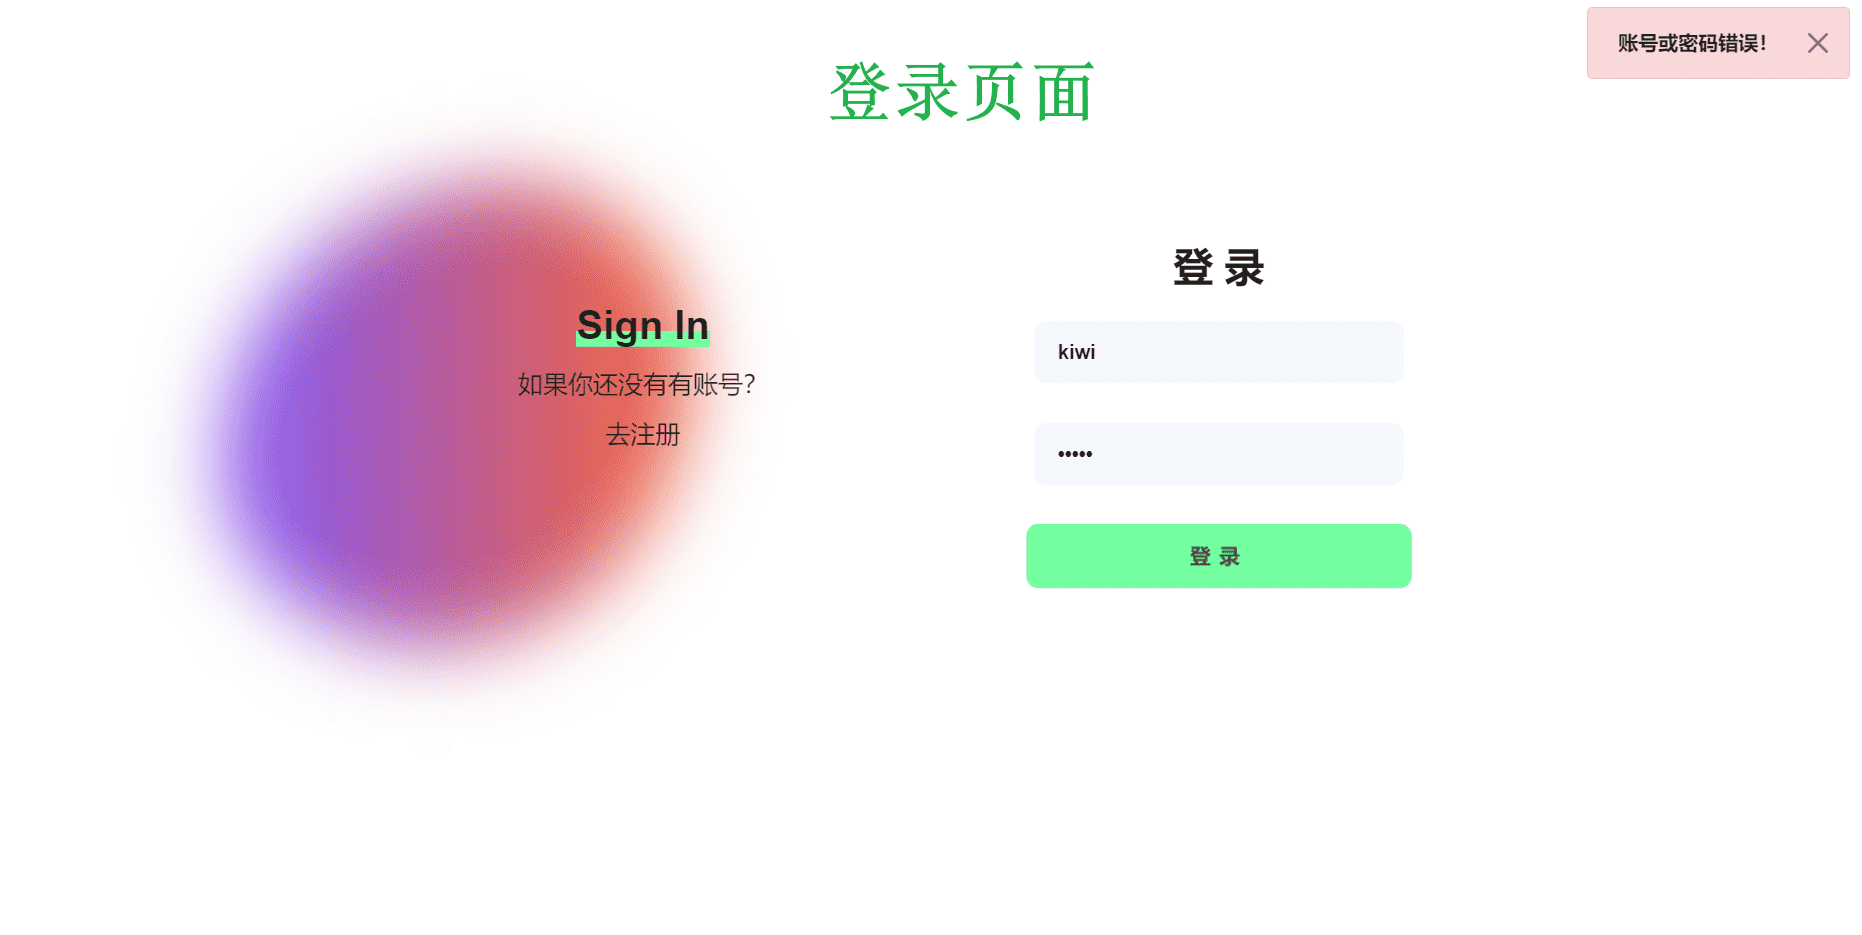 账号或密码错误!
登录页面
登 录
Sign In
kiwi
如果你还没有有账号?
去注册
•••••
登 录